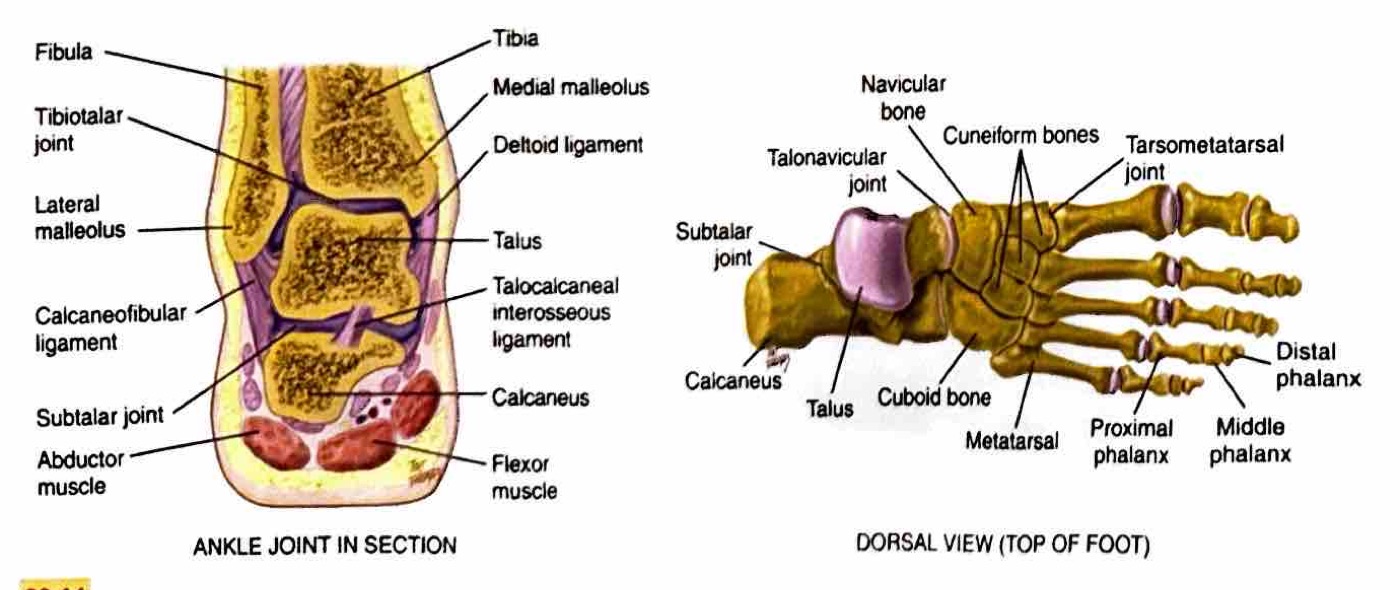 Fibula
Tibia
Medial malleolus
Tibiotalar
joint
Deltoid ligament
Lateral
malleolus
Talus
Talocalcaneal
interosseous
ligament
Calcaneofibular
ligament
Calcaneus
Subtalar joint
Abductor
muscle
Flexor
muscle
ANKLE JOINT IN SECTION
Navicular
bone
Cuneiform bones
Tarsometatarsal
joint
Talonavicular
joint
Subtalar
joint
Calcaneus
Talus
Cuboid bone
Metatarsal
Proximal
phalanx
Middle
phalanx
Distal
phalanx
DORSAL VIEW (TOP OF FOOT)